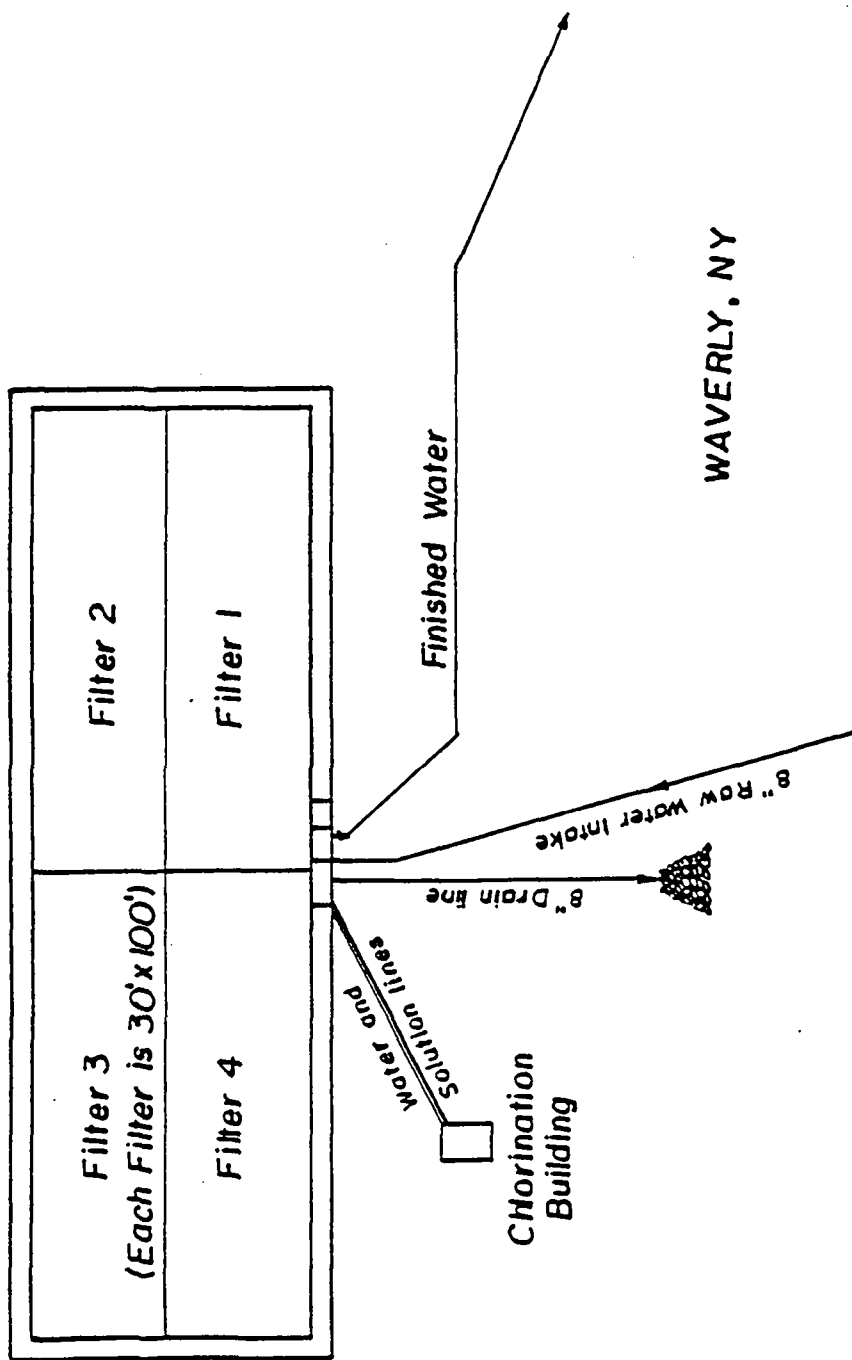 Filter 3
(Each Filter is 30'x100')
Filter 2
Filter 4
Filter 1
Water and
Solution lines
Chlorination
Building
8" Drain line
8" Raw Water Intake
Finished Water
WAVERLY, NY